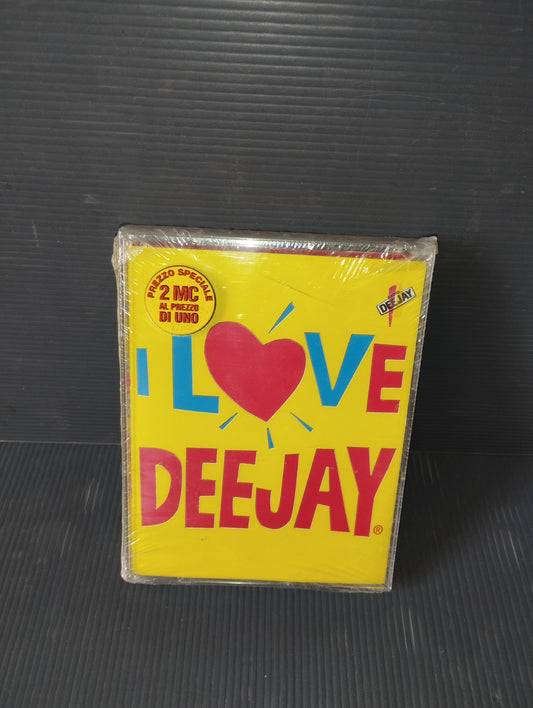 PREZZO SPECIALE
2 MC
AL PREZZO
DI UNO
DEEJAY
I LOVE
DEEJAY®